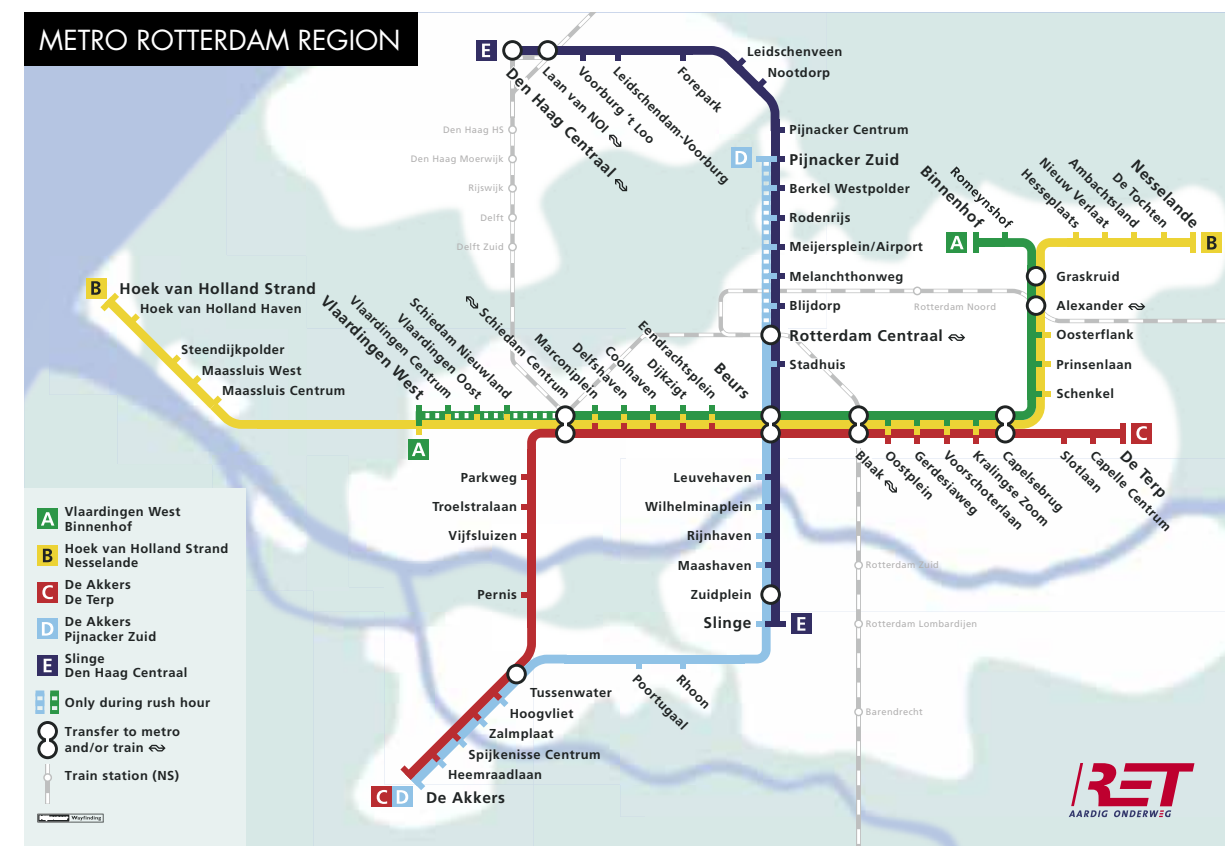 METRO ROTTERDAM REGION
E
Den Haag Centraal
Laan van NOI
Voorburg 't Loo
Leidschendam-Voorburg
Forepark
Leidschenveen
Nootdorp
Pijnacker Centrum
D
Pijnacker Zuid
Berkel Westpolder
Rodenrijs
Meijersplein/Airport
Melanchthonweg
Blijdorp
Rotterdam Centraal
Stadhuis
Den Haag HS
Den Haag Moerwijk
Rijswijk
Delft
Delft Zuid
Rotterdam Noord
A
Binnenhof
Romeynshof
Hesseplaats
Nieuw Verlaat
Ambachtsland
De Tochten
Nesselande
B
Graskruid
Alexander
Oosterflank
Prinsenlaan
Schenkel
B
Hoek van Holland Strand
Hoek van Holland Haven
Steendijkpolder
Maassluis West
Maassluis Centrum
Vlaardingen West
Vlaardingen Centrum
Vlaardingen Oost
Schiedam Nieuwland
Schiedam Centrum
Marconiplein
Delfshaven
Coolhaven
Dijkzigt
Eendrachtsplein
Beurs
A
Blaak
Oostplein
Gerdesiaweg
Voorschoterlaan
Kralingse Zoom
Capelsebrug
Slotlaan
Capelle Centrum
De Terp
C
Parkweg
Troelstralaan
Vijfsluizen
Pernis
Leuvehaven
Wilhelminaplein
Rijnhaven
Maashaven
Zuidplein
Slinge
E
Rotterdam Zuid
Rotterdam Lombardijen
Barendrecht
Poortugaal
Rhoon
Tussenwater
Hoogvliet
Zalmplaat
Spijkenisse Centrum
Heemraadlaan
C D De Akkers
A Vlaardingen West
Binnenhof
B Hoek van Holland Strand
Nesselande
C De Akkers
De Terp
D De Akkers
Pijnacker Zuid
E Slinge
Den Haag Centraal
Only during rush hour
Transfer to metro
and/or train
Train station (NS)
Mijksenaar Wayfinding
RET
AARDIG ONDERWEG